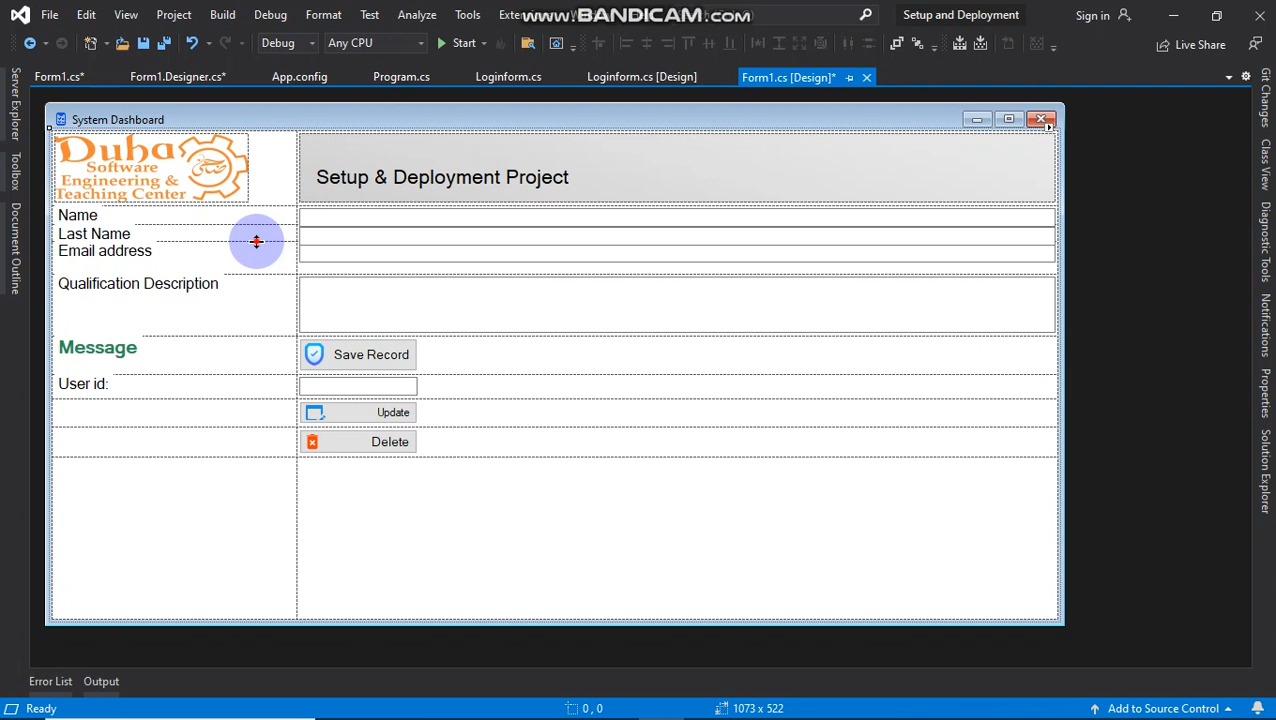 File Edit View Project Build Debug Format Test Analyze Tools
www.BANDICAM.com
Setup and Deployment
Sign in
Debug
Any CPU
Start
Live Share
Form1.cs*
Form1.Designer.cs*
App.config
Program.cs*
Loginform.cs*
Loginform.cs [Design]
Form1.cs [Design]*
Server Explorer
Toolbox
Document Outline
System Dashboard
Duha
Software
Engineering &
Teaching Center
Setup & Deployment Project
Name
Last Name
Email address
Qualification Description
Message
Save Record
User id:
Update
Delete
Git Changes
Class View
Diagnostic Tools
Notifications
Properties
Solution Explorer
Error List
Output
Ready
0 , 0
1073 x 522
Add to Source Control